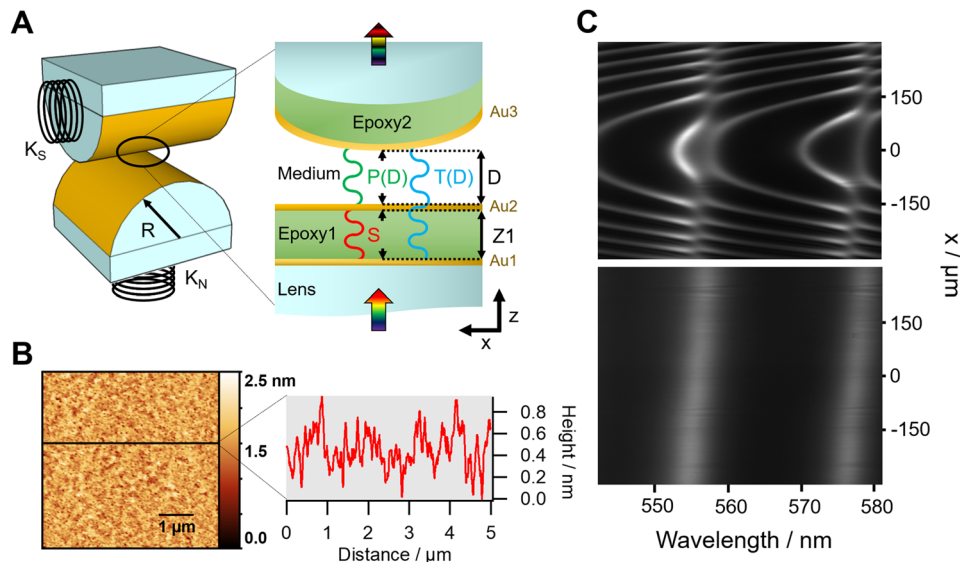 A
K_S
R
K_N
Epoxy2
Au3
Medium
P(D)
T(D)
D
Au2
Epoxy1
S
Z1
Au1
Lens
z
x
B
2.5 nm
1.5
0.0
1 µm
0.8
0.6
0.4
0.2
0.0
Height / nm
0 1 2 3 4 5
Distance / µm
C
150
0
-150
150
0
-150
x / µm
550 560 570 580
Wavelength / nm